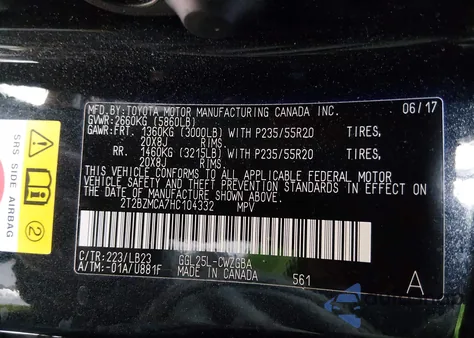 MFD. BY: TOYOTA MOTOR MANUFACTURING CANADA INC. 06/17
GVWR: 2660KG (5860LB)
GAWR: FRT. 1360KG (3000LB) WITH P235/55R20 TIRES,
20X8J RIMS.
RR. 1460KG (3215LB) WITH P235/55R20 TIRES,
20X8J RIMS.
THIS VEHICLE CONFORMS TO ALL APPLICABLE FEDERAL MOTOR
VEHICLE SAFETY AND THEFT PREVENTION STANDARDS IN EFFECT
ON THE DATE OF MANUFACTURE SHOWN ABOVE.
2T2BZMCA7HC104332 MPV
C/TR: 223/LB23 GGL25L-CWZGBA
A/TM: -01A/U881F MADE IN CANADA 561 A
SRS SIDE AIRBAG